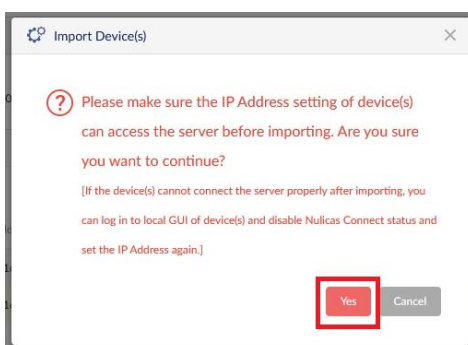 Import Device(s)
Please make sure the IP Address setting of device(s)
can access the server before importing. Are you sure
you want to continue?
[If the device(s) cannot connect the server properly after importing, you
can log in to local GUI of device(s) and disable Nulicas Connect status and
set the IP Address again.]
Yes Cancel